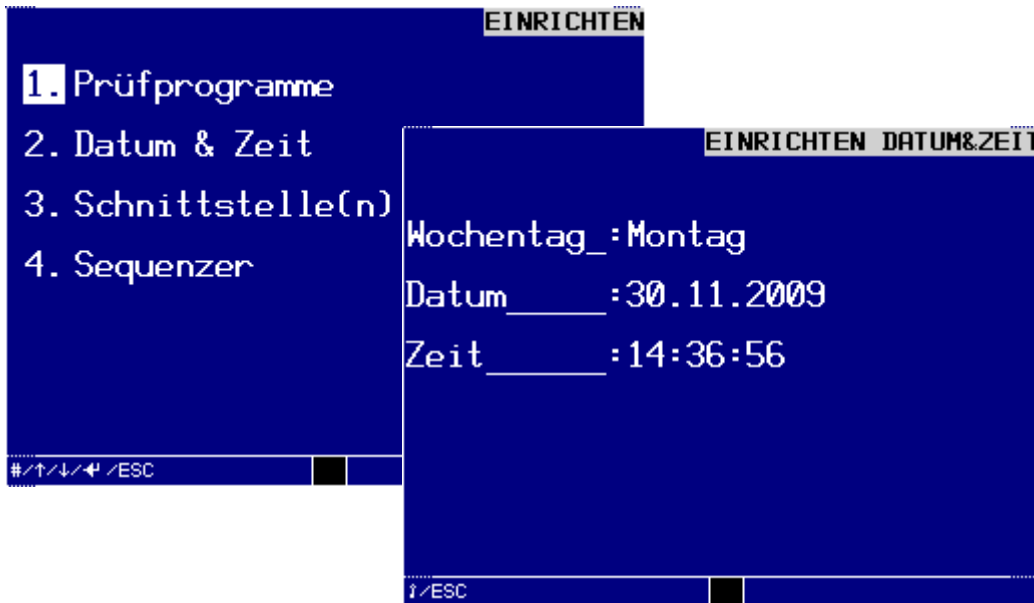 EINRICHTEN
1. Prüfprogramme
2. Datum & Zeit
3. Schnittstelle(n)
4. Sequenzer
#/↑/↓/↵ /ESC
EINRICHTEN DATUM&ZEIT
Wochentag_:Montag
Datum_____:30.11.2009
Zeit______:14:36:56
⇕/ESC